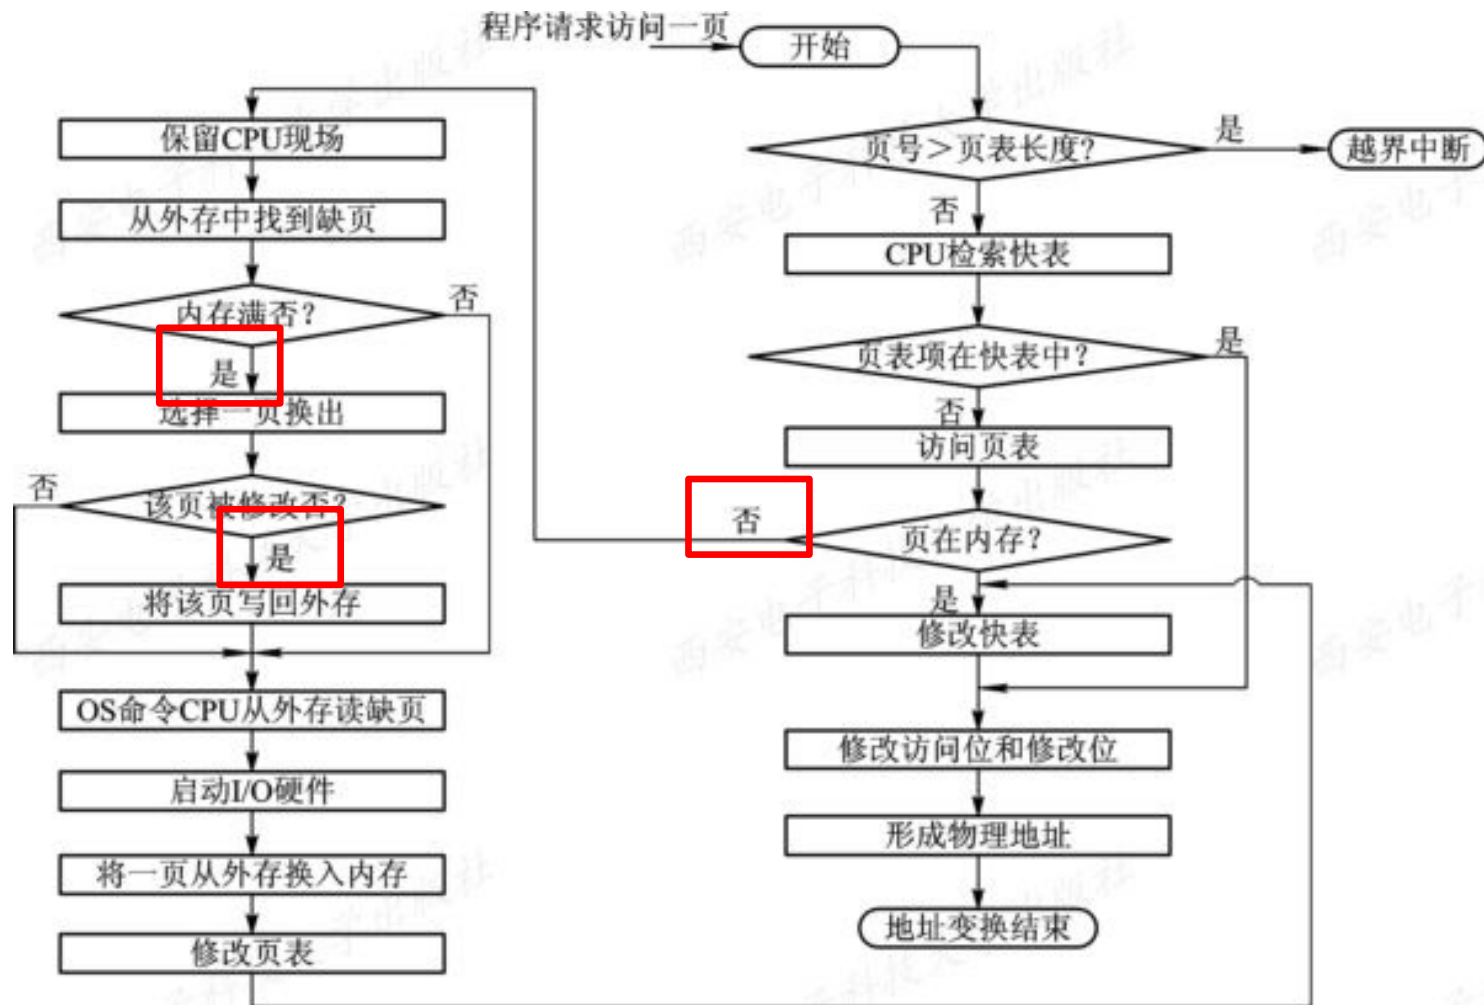 程序请求访问一页
开始
页号＞页表长度?
是
越界中断
否
CPU检索快表
页表项在快表中?
是
否
访问页表
页在内存?
否
是
修改快表
修改访问位和修改位
形成物理地址
地址变换结束
保留CPU现场
从外存中找到缺页
内存满否?
否
是
选择一页换出
该页被修改否?
否
是
将该页写回外存
OS命令CPU从外存读缺页
启动I/O硬件
将一页从外存换入内存
修改页表